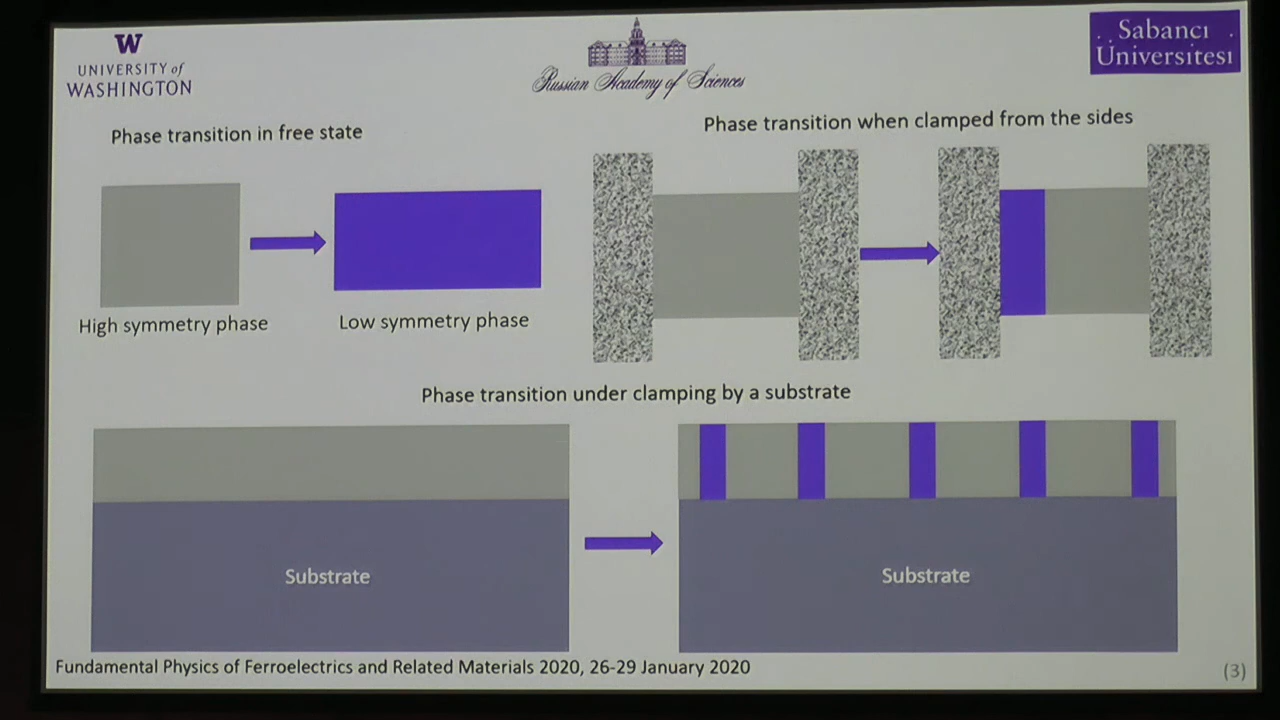 W
UNIVERSITY of
WASHINGTON
Russian Academy of Sciences
Sabancı
Üniversitesi
Phase transition in free state
Phase transition when clamped from the sides
High symmetry phase
Low symmetry phase
Phase transition under clamping by a substrate
Substrate
Substrate
Fundamental Physics of Ferroelectrics and Related Materials 2020, 26-29 January 2020
(3)